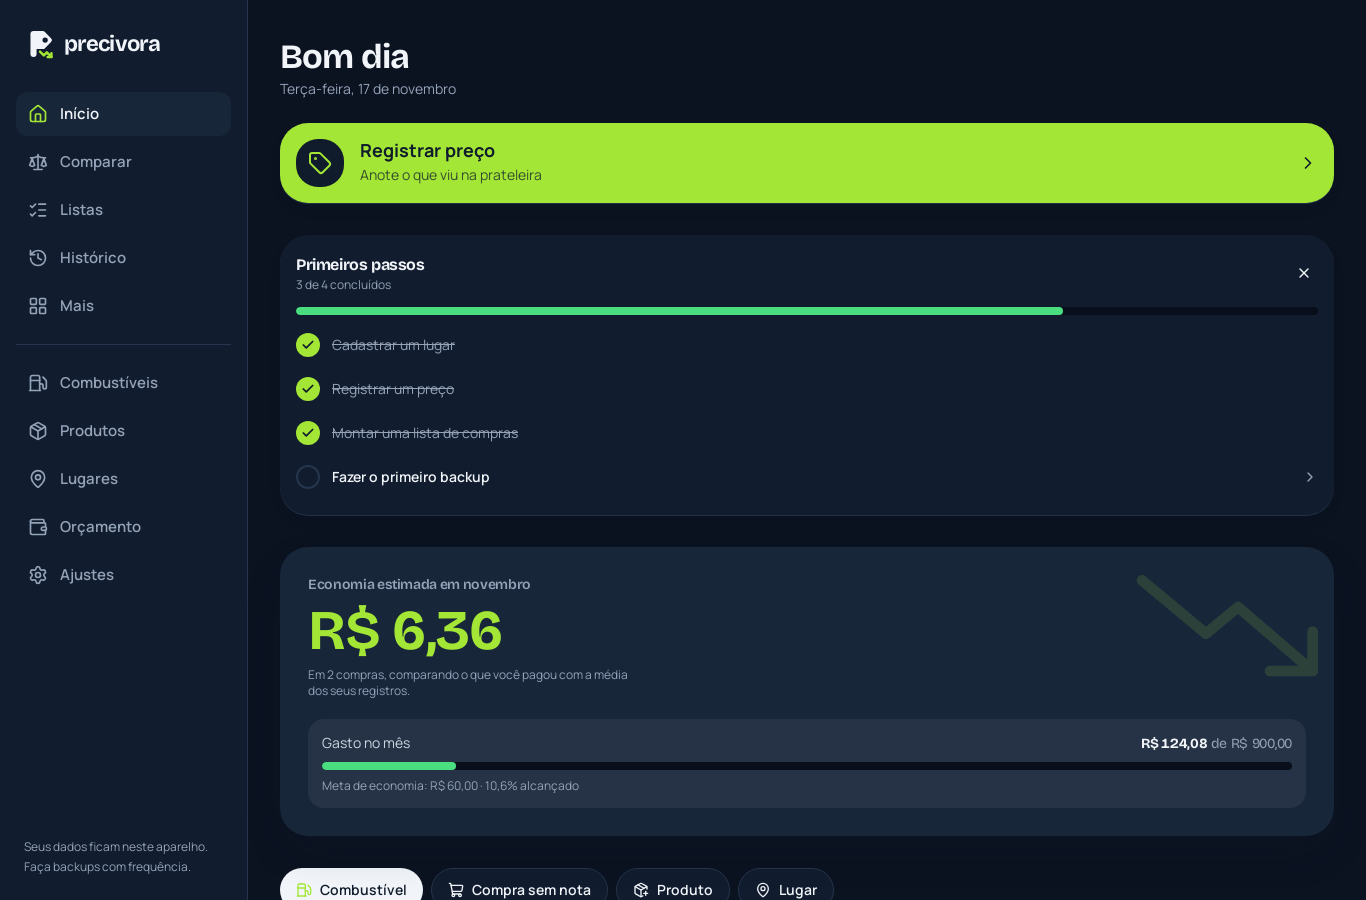 precivora
Início
Comparar
Listas
Histórico
Mais
Combustíveis
Produtos
Lugares
Orçamento
Ajustes
Seus dados ficam neste aparelho.
Faça backups com frequência.
Bom dia
Terça-feira, 17 de novembro
Registrar preço
Anote o que viu na prateleira
Primeiros passos
3 de 4 concluídos
Cadastrar um lugar
Registrar um preço
Montar uma lista de compras
Fazer o primeiro backup
Economia estimada em novembro
R$ 6,36
Em 2 compras, comparando o que você pagou com a média
dos seus registros.
Gasto no mês
R$ 124,08 de R$ 900,00
Meta de economia: R$ 60,00 · 10,6% alcançado
Combustível
Compra sem nota
Produto
Lugar